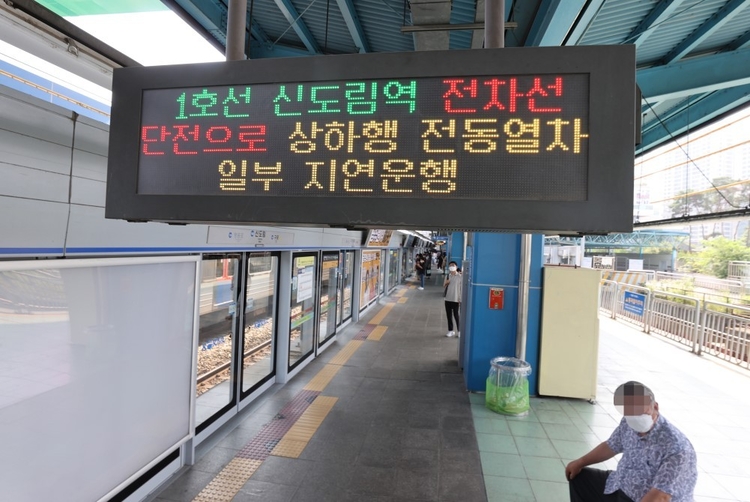 1호선 신도림역 전차선
단전으로 상하행 전동열차
일부 지연운행